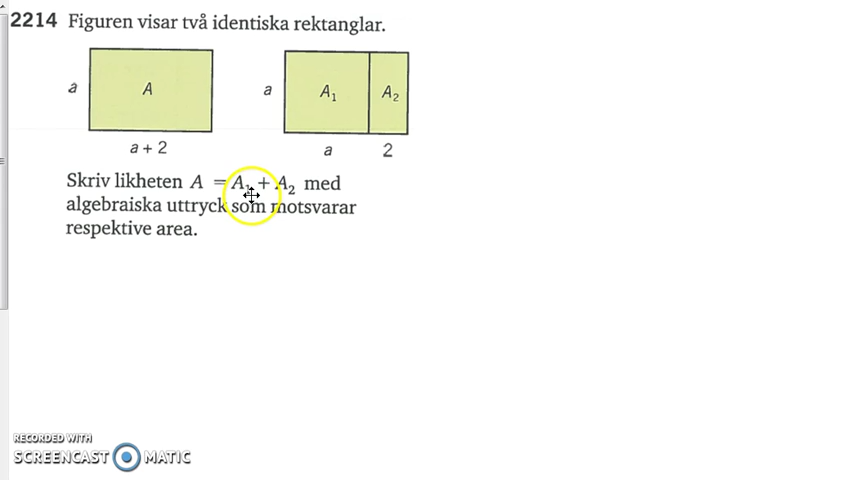 2214 Figuren visar två identiska rektanglar.
a A a A₁ A₂
a + 2 a 2
Skriv likheten A = A₁ + A₂ med
algebraiska uttryck som motsvarar
respektive area.
RECORDED WITH
SCREENCAST MATIC